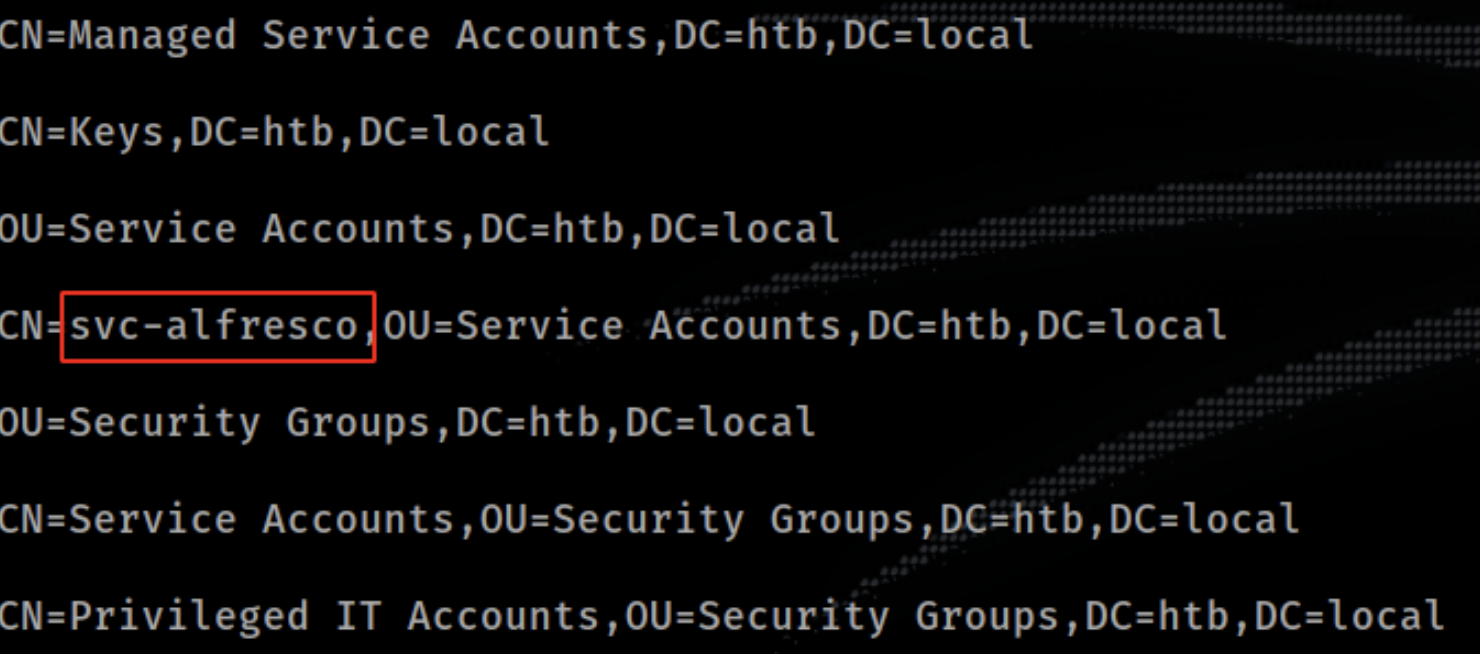 CN=Managed Service Accounts,DC=htb,DC=local
CN=Keys,DC=htb,DC=local
OU=Service Accounts,DC=htb,DC=local
CN=svc-alfresco,OU=Service Accounts,DC=htb,DC=local
OU=Security Groups,DC=htb,DC=local
CN=Service Accounts,OU=Security Groups,DC=htb,DC=local
CN=Privileged IT Accounts,OU=Security Groups,DC=htb,DC=local